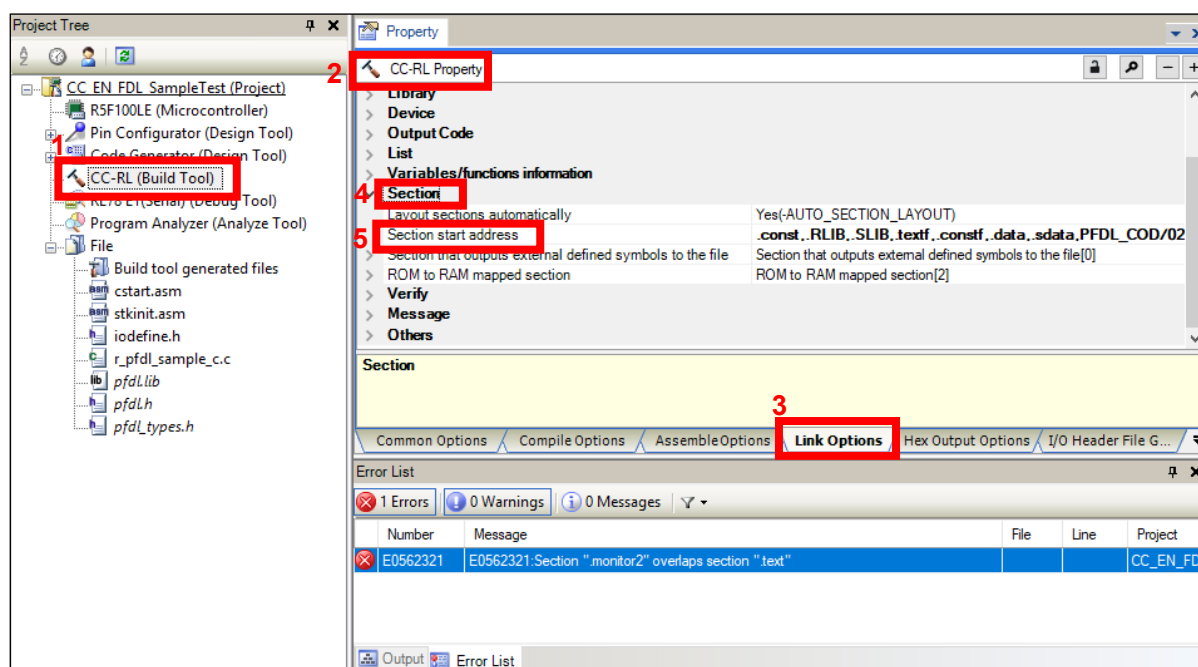 Project Tree
Property
2
CC-RL Property
CC_EN_FDL_SampleTest (Project)
R5F100LE (Microcontroller)
Pin Configurator (Design Tool)
1
Code Generator (Design Tool)
CC-RL (Build Tool)
RL78 E1(Serial) (Debug Tool)
Program Analyzer (Analyze Tool)
File
Build tool generated files
cstart.asm
stkinit.asm
iodefine.h
r_pfdl_sample_c.c
pfdl.lib
pfdl.h
pfdl_types.h
Library
Device
Output Code
List
Variables/functions information
4
Section
Layout sections automatically Yes(-AUTO_SECTION_LAYOUT)
5
Section start address .const,.RLIB,.SLIB,.textf,.constf,.data,.sdata,PFDL_COD/02
Section that outputs external defined symbols to the file Section that outputs external defined symbols to the file[0]
ROM to RAM mapped section ROM to RAM mapped section[2]
Verify
Message
Others
Section
3
Common Options Compile Options Assemble Options Link Options Hex Output Options I/O Header File G...
Error List
1 Errors 0 Warnings 0 Messages
Number Message File Line Project
E0562321 E0562321:Section ".monitor2" overlaps section ".text" CC_EN_FD
Output Error List